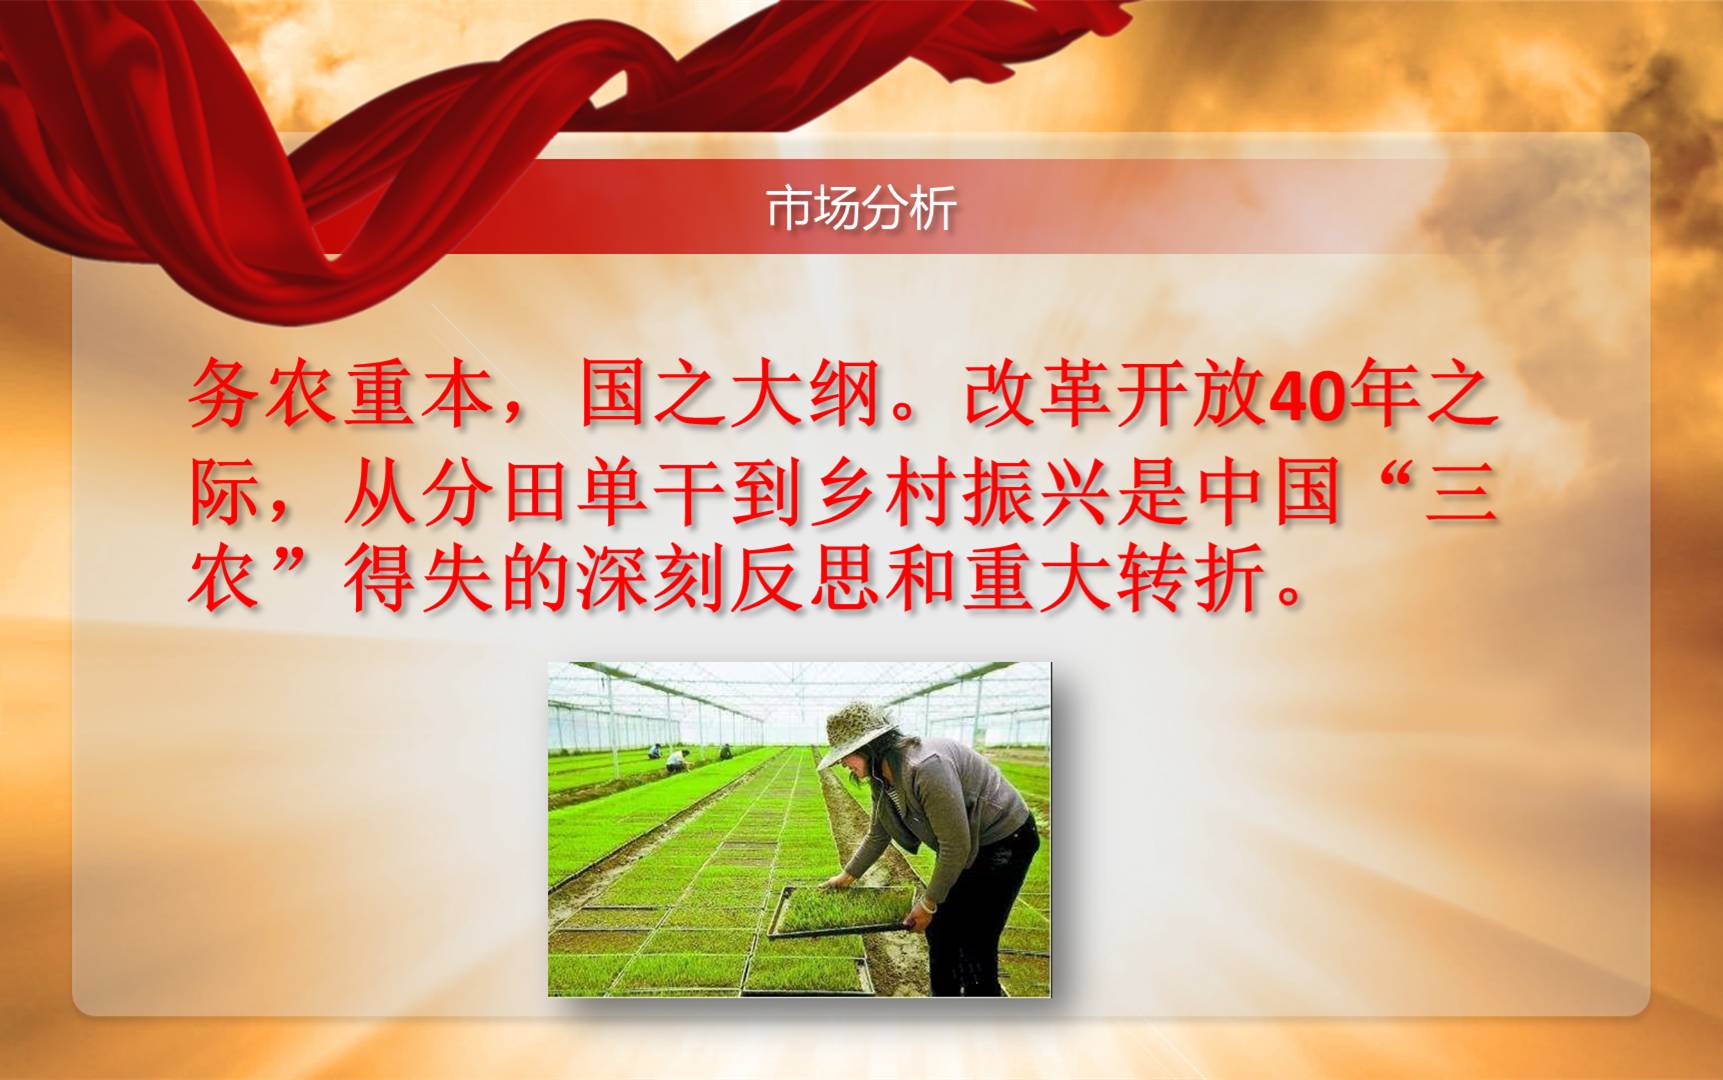 市场分析
务农重本，国之大纲。改革开放40年之
际，从分田单干到乡村振兴是中国“三
农”得失的深刻反思和重大转折。